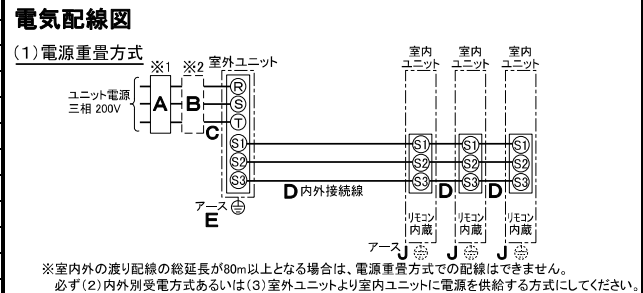 電気配線図
(1)電源重畳方式
※1 ※2 室外ユニット
室内
ユニット
室内
ユニット
室内
ユニット
ユニット電源
三相 200V
A
B
C
R
S
T
S1
S2
S3
S1
S2
S3
S1
S2
S3
S1
S2
S3
D 内外接続線
D
D
アース
E
リモコン
内蔵
リモコン
内蔵
リモコン
内蔵
アース J J J
※室内外の渡り配線の総延長が80m以上となる場合は、電源重畳方式での配線はできません。
必ず(2)内外別受電方式あるいは(3)室外ユニットより室内ユニットに電源を供給する方式にしてください。